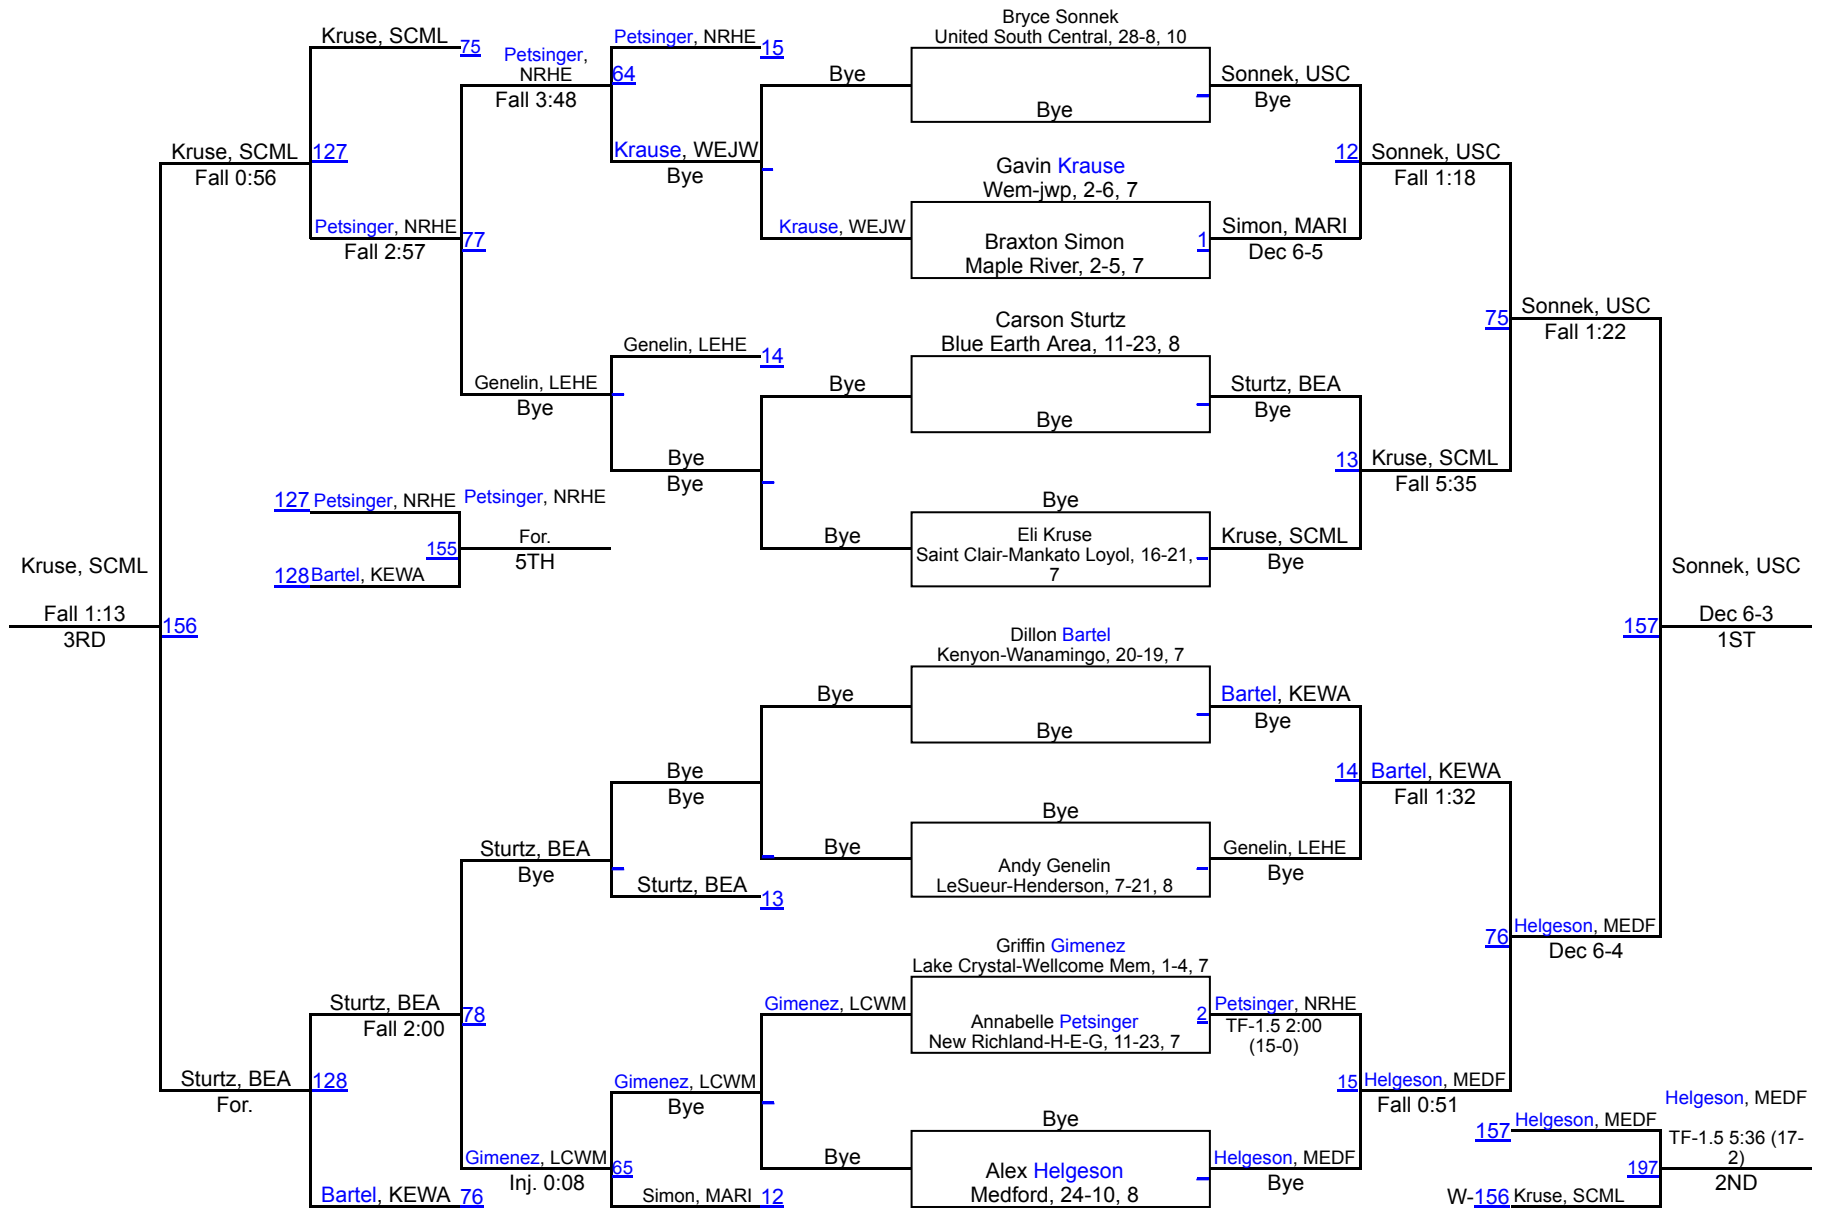 Kruse, SCML
75
Petsinger,
NRHE
Fall 3:48
64
Petsinger, NRHE
15
Krause, WEJW
Bye
Kruse, SCML
Fall 0:56
127
Petsinger, NRHE
Fall 2:57
77
Genelin, LEHE
14
Genelin, LEHE
Bye
Bye
Bye
127
Petsinger, NRHE
Petsinger, NRHE
155
For.
5TH
128
Bartel, KEWA
Kruse, SCML
Fall 1:13
3RD
156
Bye
Bye
Sturtz, BEA
Bye
Sturtz, BEA
13
Sturtz, BEA
Fall 2:00
78
Sturtz, BEA
For.
128
Bartel, KEWA
76
Gimenez, LCWM
Inj. 0:08
65
Gimenez, LCWM
Bye
Simon, MARI
12
Bye
Krause, WEJW
Bye
Bye
Bye
Bye
Gimenez, LCWM
Bye
Bryce Sonnek
United South Central, 28-8, 10
Bye
Gavin Krause
Wem-jwp, 2-6, 7
Braxton Simon
Maple River, 2-5, 7
1
Carson Sturtz
Blue Earth Area, 11-23, 8
Bye
Bye
Eli Kruse
Saint Clair-Mankato Loyol, 16-21,
7
Dillon Bartel
Kenyon-Wanamingo, 20-19, 7
Bye
Bye
Andy Genelin
LeSueur-Henderson, 7-21, 8
Griffin Gimenez
Lake Crystal-Wellcome Mem, 1-4, 7
Annabelle Petsinger
New Richland-H-E-G, 11-23, 7
2
Bye
Alex Helgeson
Medford, 24-10, 8
Sonnek, USC
Bye
Simon, MARI
Dec 6-5
Sturtz, BEA
Bye
Kruse, SCML
Bye
Bartel, KEWA
Bye
Genelin, LEHE
Bye
Petsinger, NRHE
TF-1.5 2:00
(15-0)
Helgeson, MEDF
Bye
12
Sonnek, USC
Fall 1:18
13
Kruse, SCML
Fall 5:35
14
Bartel, KEWA
Fall 1:32
15
Helgeson, MEDF
Fall 0:51
75
Sonnek, USC
Fall 1:22
76
Helgeson, MEDF
Dec 6-4
Sonnek, USC
157
Dec 6-3
1ST
157
Helgeson, MEDF
W-156
Kruse, SCML
197
Helgeson, MEDF
TF-1.5 5:36 (17-
2)
2ND